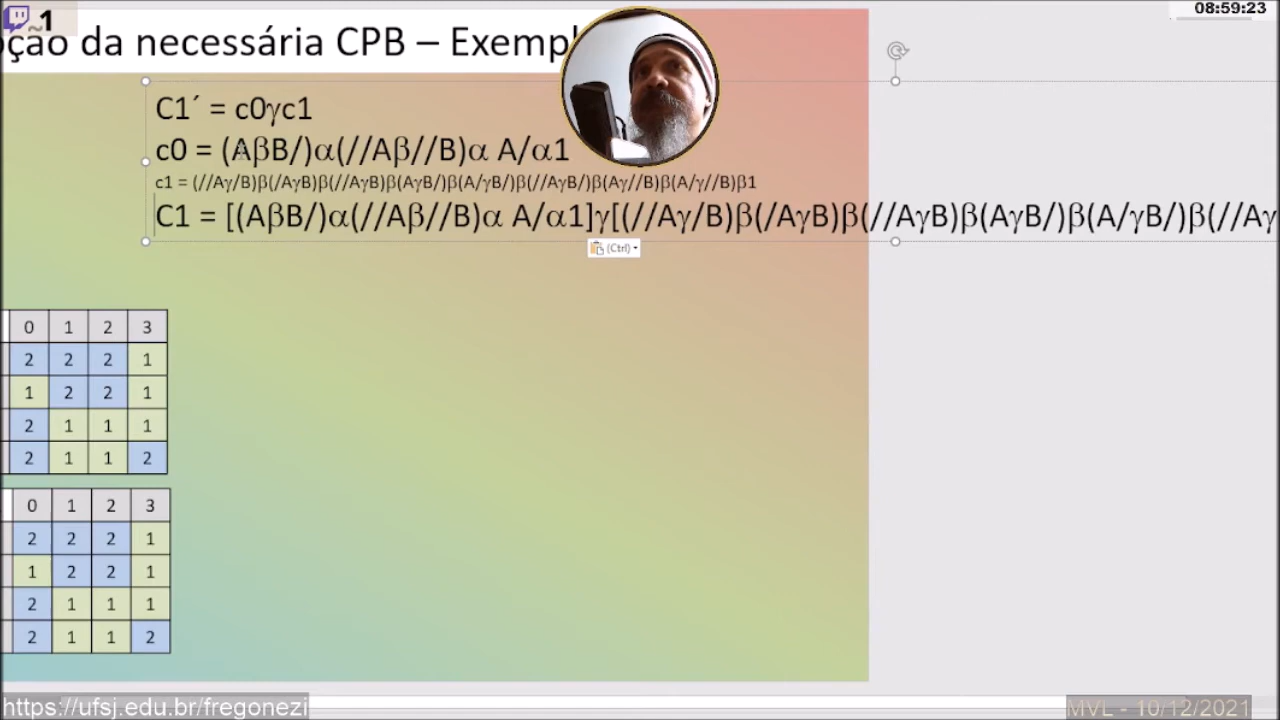 ~1
08:59:23
ção da necessária CPB – Exempl
C1´ = c0γc1
c0 = (AβB/)α(//Aβ//B)α A/α1
c1 = (//Aγ/B)β(/AγB)β(//AγB)β(AγB/)β(A/γB/)β(//AγB/)β(Aγ//B)β(A/γ//B)β1
C1 = [(AβB/)α(//Aβ//B)α A/α1]γ[(//Aγ/B)β(/AγB)β(//AγB)β(AγB/)β(A/γB/)β(//Aγ
(Ctrl)
0 1 2 3
2 2 2 1
1 2 2 1
2 1 1 1
2 1 1 2
0 1 2 3
2 2 2 1
1 2 2 1
2 1 1 1
2 1 1 2
https://ufsj.edu.br/fregonezi
MVL - 10/12/2021